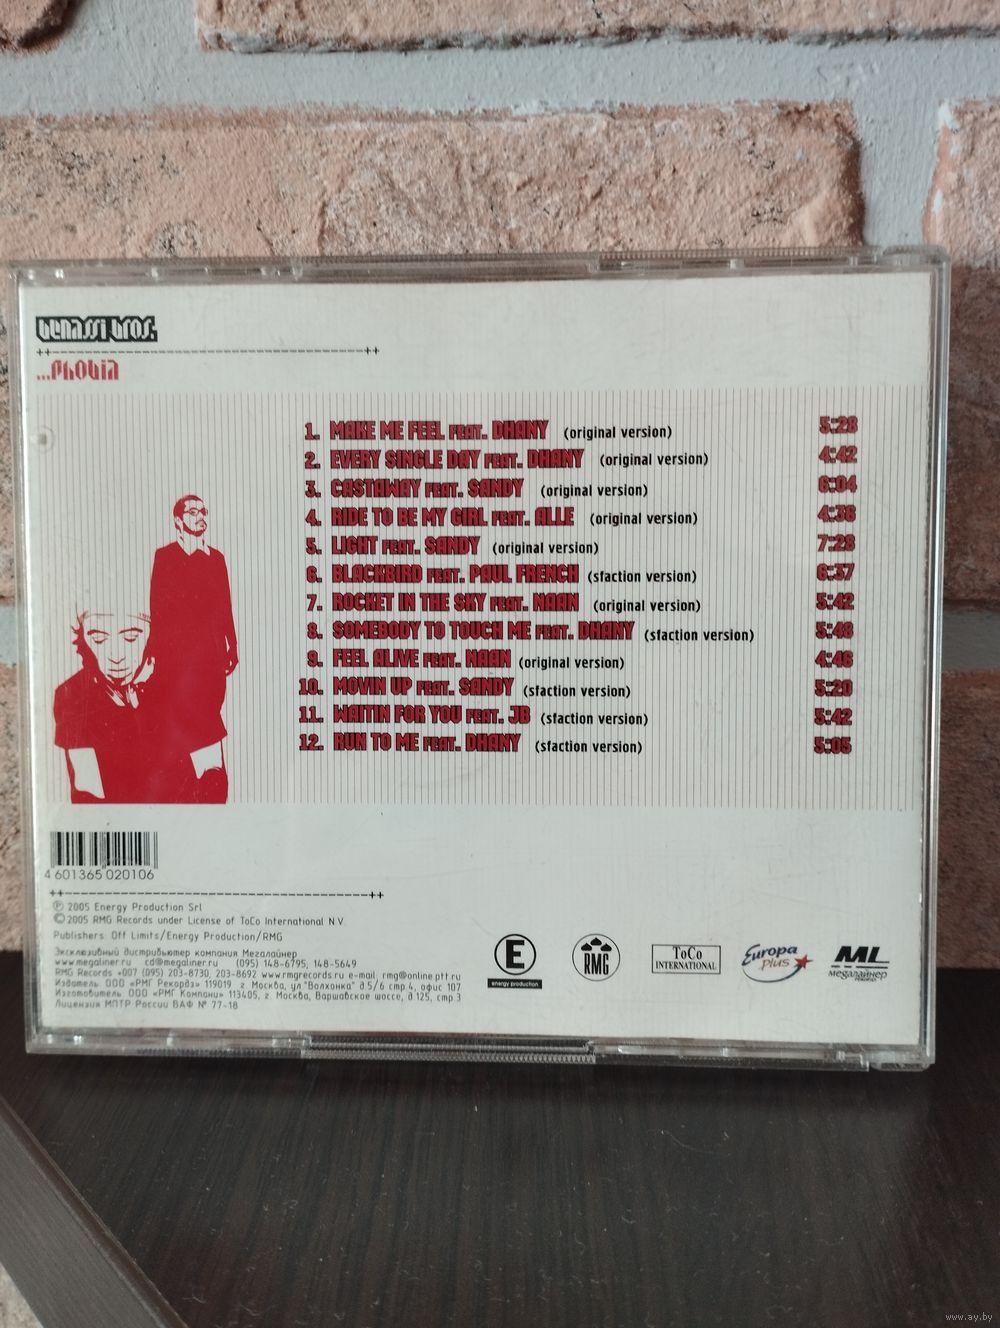 benassi bros.
...Phobia
1. MAKE ME FEEL FEAT. DHANY (original version) 5:28
2. EVERY SINGLE DAY FEAT. DHANY (original version) 4:42
3. CASTAWAY FEAT. SANDY (original version) 6:04
4. RIDE TO BE MY GIRL FEAT. ALLE (original version) 4:38
5. LIGHT FEAT. SANDY (original version) 7:28
6. BLACKBIRD FEAT. PAUL FRENCH (sfaction version) 6:37
7. ROCKET IN THE SKY FEAT. NAAN (original version) 5:42
8. SOMEBODY TO TOUCH ME FEAT. DHANY (sfaction version) 5:48
9. FEEL ALIVE FEAT. NAAN (original version) 4:46
10. MOVIN UP FEAT. SANDY (sfaction version) 5:20
11. WAITIN FOR YOU FEAT. JB (sfaction version) 5:42
12. RUN TO ME FEAT. DHANY (sfaction version) 5:05
4 601365 020106
℗ 2005 Energy Production Srl
© 2005 RMG Records under License of ToCo International N.V.
Publishers: Off Limits/Energy Production/RMG
Эксклюзивный дистрибьютер компания Мегалайнер
www.megaliner.ru cd@megaliner.ru (095) 148-6795, 148-5649
RMG Records +007 (095) 203-8730, 203-8692 www.rmgrecords.ru e-mail: rmg@online.ptt.ru
Издатель ООО «РМГ Рекордз» 119019 г. Москва, ул "Волхонка" д.5/6 стр.4, офис 107
Изготовитель ООО «РМГ Компани» 113405, г. Москва, Варшавское шоссе, д.125, стр.3
Лицензия МПТР России ВАФ № 77-18
E
energy production
RMG
ToCo
INTERNATIONAL
Europa
plus
ML
мегалайнер
рекордз
www.ay.by